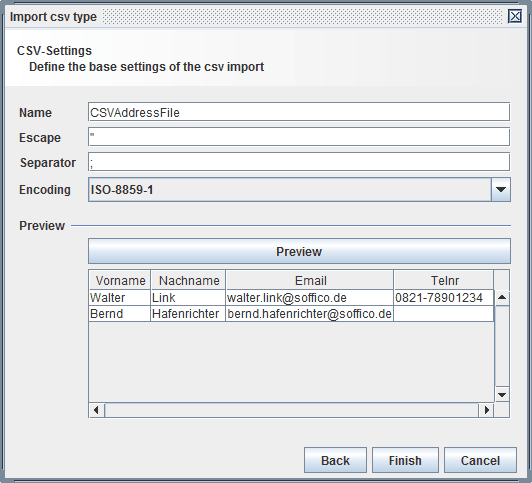 Import csv type
CSV-Settings
Define the base settings of the csv import
Name CSVAddressFile
Escape "
Separator ;
Encoding ISO-8859-1
Preview
Preview
Vorname Nachname Email Telnr
Walter Link walter.link@soffico.de 0821-78901234
Bernd Hafenrichter bernd.hafenrichter@soffico.de
Back Finish Cancel